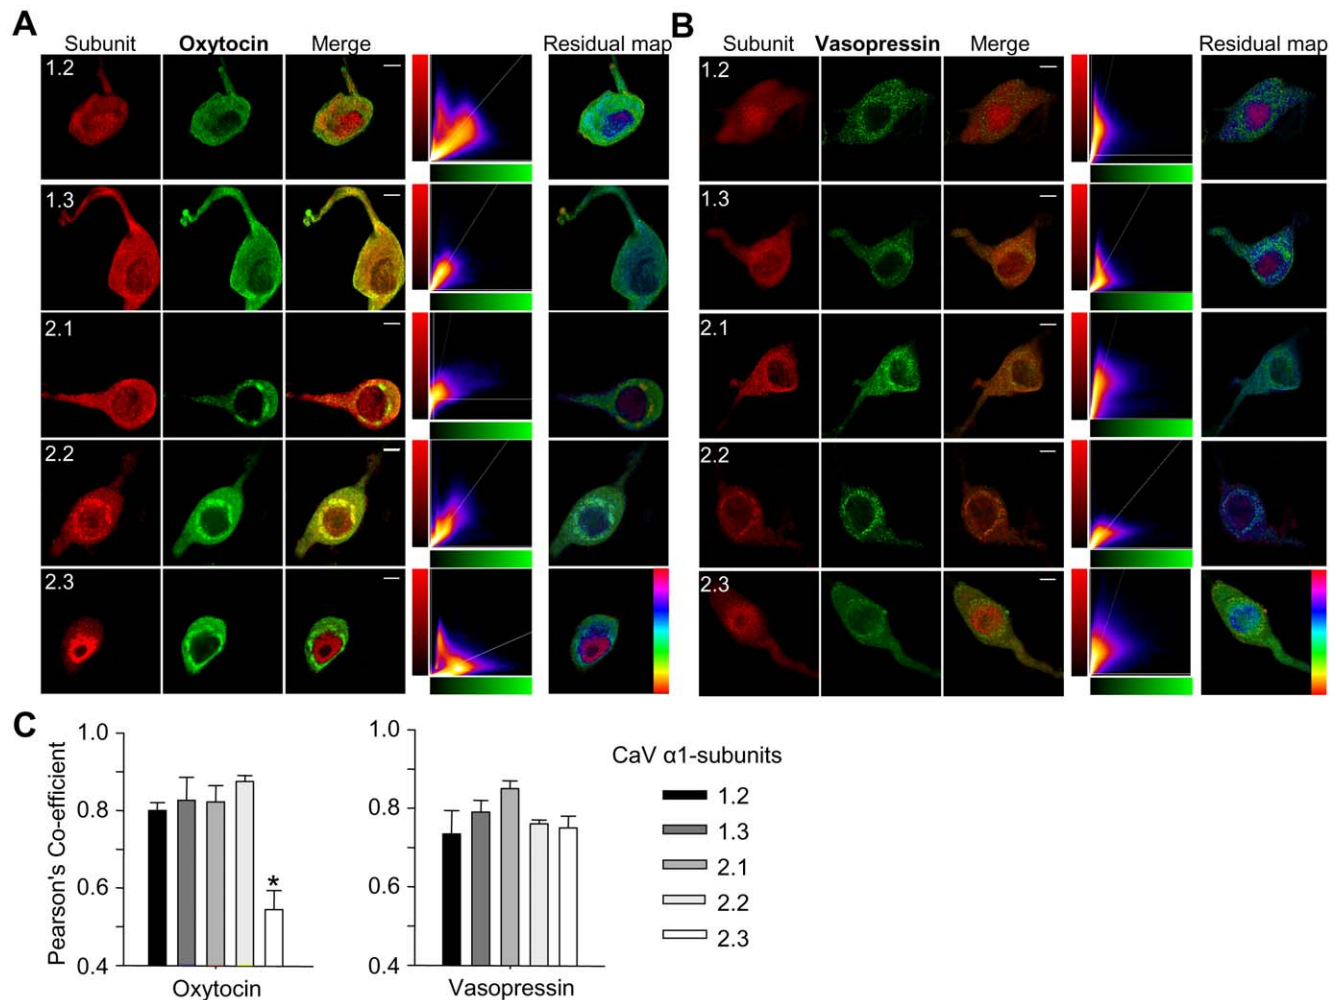 A
Subunit Oxytocin Merge Residual map
1.2
1.3
2.1
2.2
2.3
B
Subunit Vasopressin Merge Residual map
1.2
1.3
2.1
2.2
2.3
C
Pearson's Co-efficient
1.0
0.8
0.6
0.4
*
Oxytocin
1.0
0.8
0.6
0.4
Vasopressin
CaV α1-subunits
1.2
1.3
2.1
2.2
2.3